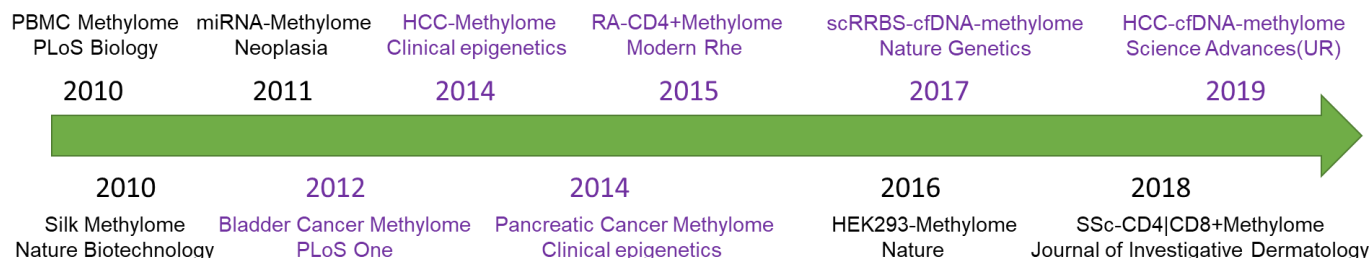 PBMC Methylome
PLoS Biology
2010
miRNA-Methylome
Neoplasia
2011
HCC-Methylome
Clinical epigenetics
2014
RA-CD4+Methylome
Modern Rhe
2015
scRRBS-cfDNA-methylome
Nature Genetics
2017
HCC-cfDNA-methylome
Science Advances(UR)
2019
2010
Silk Methylome
Nature Biotechnology
2012
Bladder Cancer Methylome
PLoS One
2014
Pancreatic Cancer Methylome
Clinical epigenetics
2016
HEK293-Methylome
Nature
2018
SSc-CD4|CD8+Methylome
Journal of Investigative Dermatology